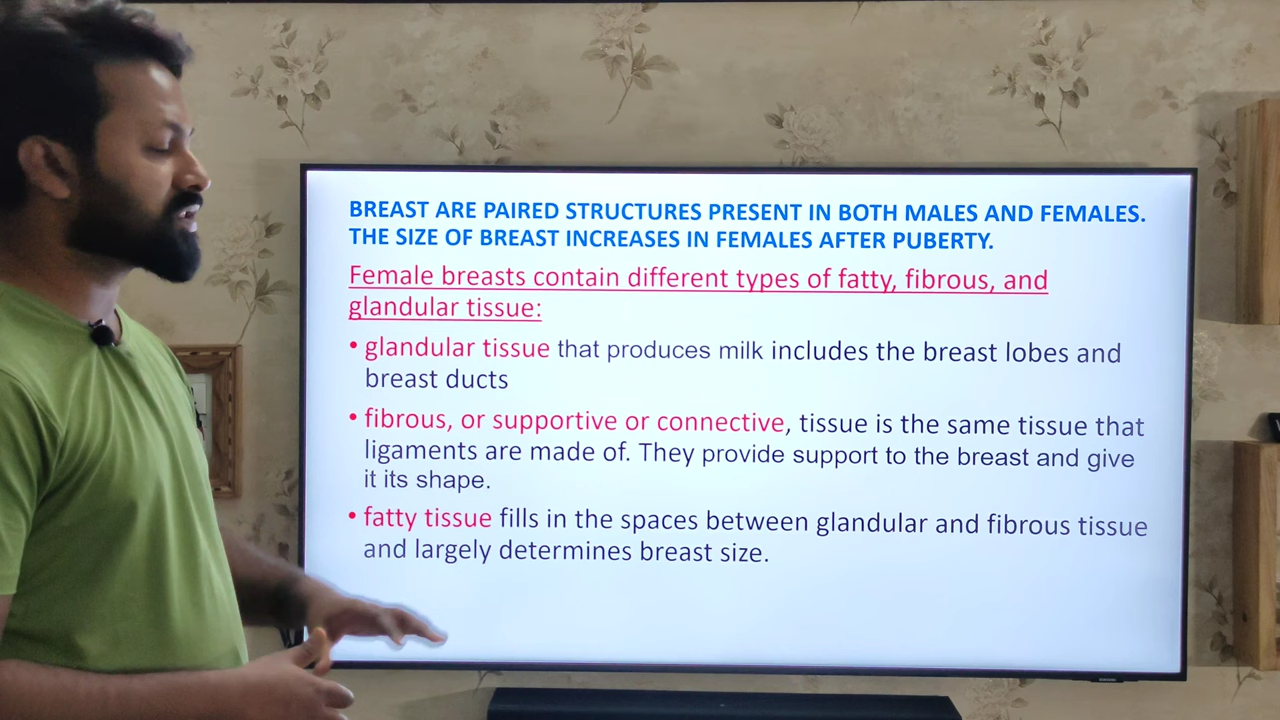 BREAST ARE PAIRED STRUCTURES PRESENT IN BOTH MALES AND FEMALES.
THE SIZE OF BREAST INCREASES IN FEMALES AFTER PUBERTY.
Female breasts contain different types of fatty, fibrous, and
glandular tissue:
• glandular tissue that produces milk includes the breast lobes and
breast ducts
• fibrous, or supportive or connective, tissue is the same tissue that
ligaments are made of. They provide support to the breast and give
it its shape.
• fatty tissue fills in the spaces between glandular and fibrous tissue
and largely determines breast size.
SAMSUNG